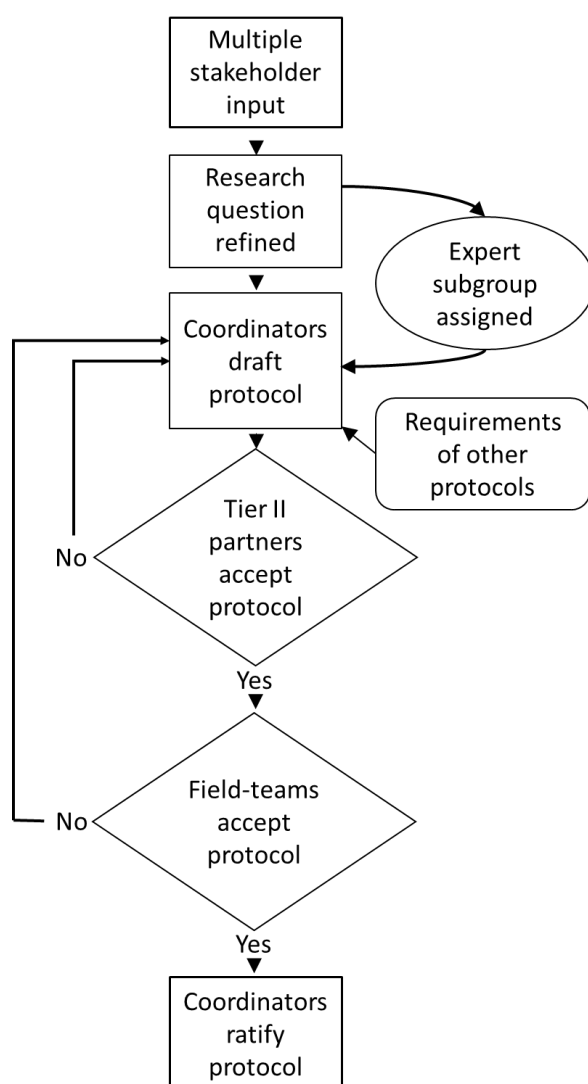 Multiple
stakeholder
input
Research
question
refined
Expert
subgroup
assigned
Coordinators
draft
protocol
Requirements
of other
protocols
Tier II
partners
accept
protocol
No
Yes
Field-teams
accept
protocol
No
Yes
Coordinators
ratify
protocol